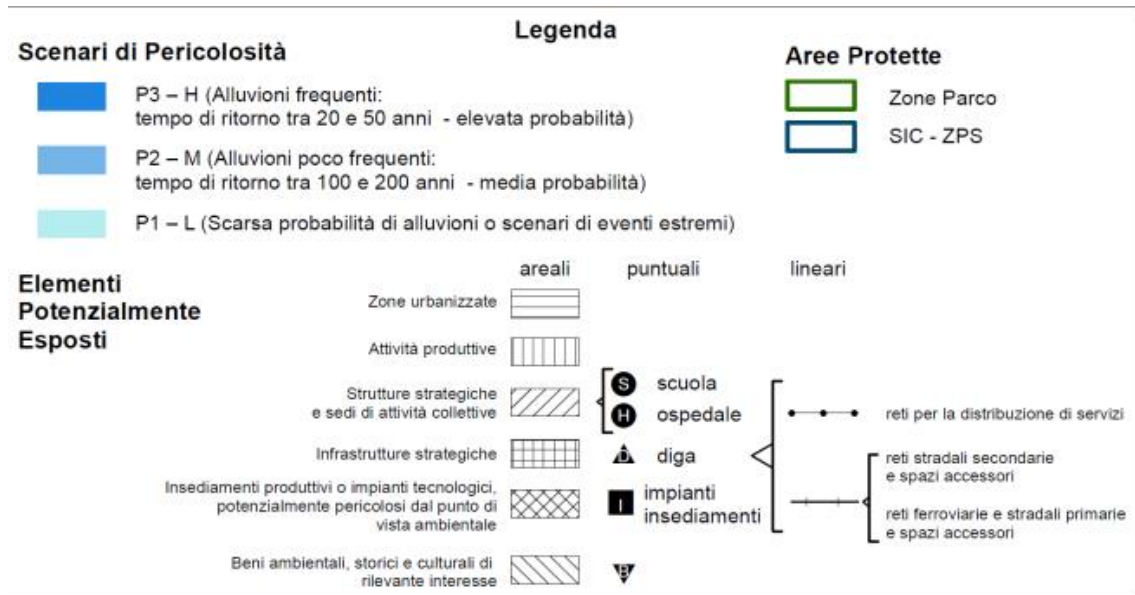 Legenda
Scenari di Pericolosità
P3 – H (Alluvioni frequenti:
tempo di ritorno tra 20 e 50 anni - elevata probabilità)
P2 – M (Alluvioni poco frequenti:
tempo di ritorno tra 100 e 200 anni - media probabilità)
P1 – L (Scarsa probabilità di alluvioni o scenari di eventi estremi)
Aree Protette
Zone Parco
SIC - ZPS
Elementi
Potenzialmente
Esposti
areali puntuali lineari
Zone urbanizzate
Attività produttive
Strutture strategiche
e sedi di attività collettive
S scuola
H ospedale
reti per la distribuzione di servizi
Infrastrutture strategiche
D diga
reti stradali secondarie
e spazi accessori
Insediamenti produttivi o impianti tecnologici,
potenzialmente pericolosi dal punto di
vista ambientale
I impianti
insediamenti
reti ferroviarie e stradali primarie
e spazi accessori
Beni ambientali, storici e culturali di
rilevante interesse
B